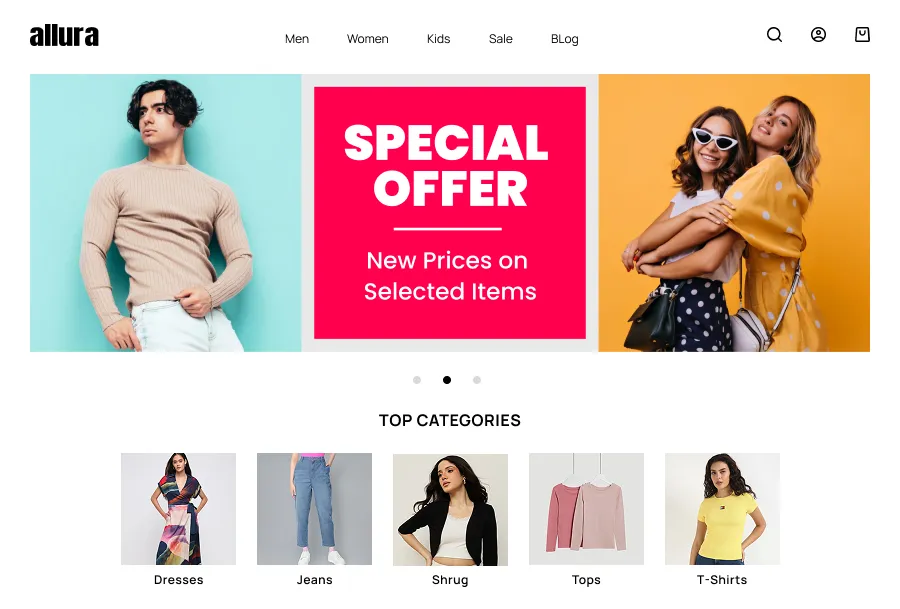 allura
Men Women Kids Sale BLog
SPECIAL
OFFER
New Prices on
Selected Items
TOP CATEGORIES
Dresses Jeans Shrug Tops T-Shirts